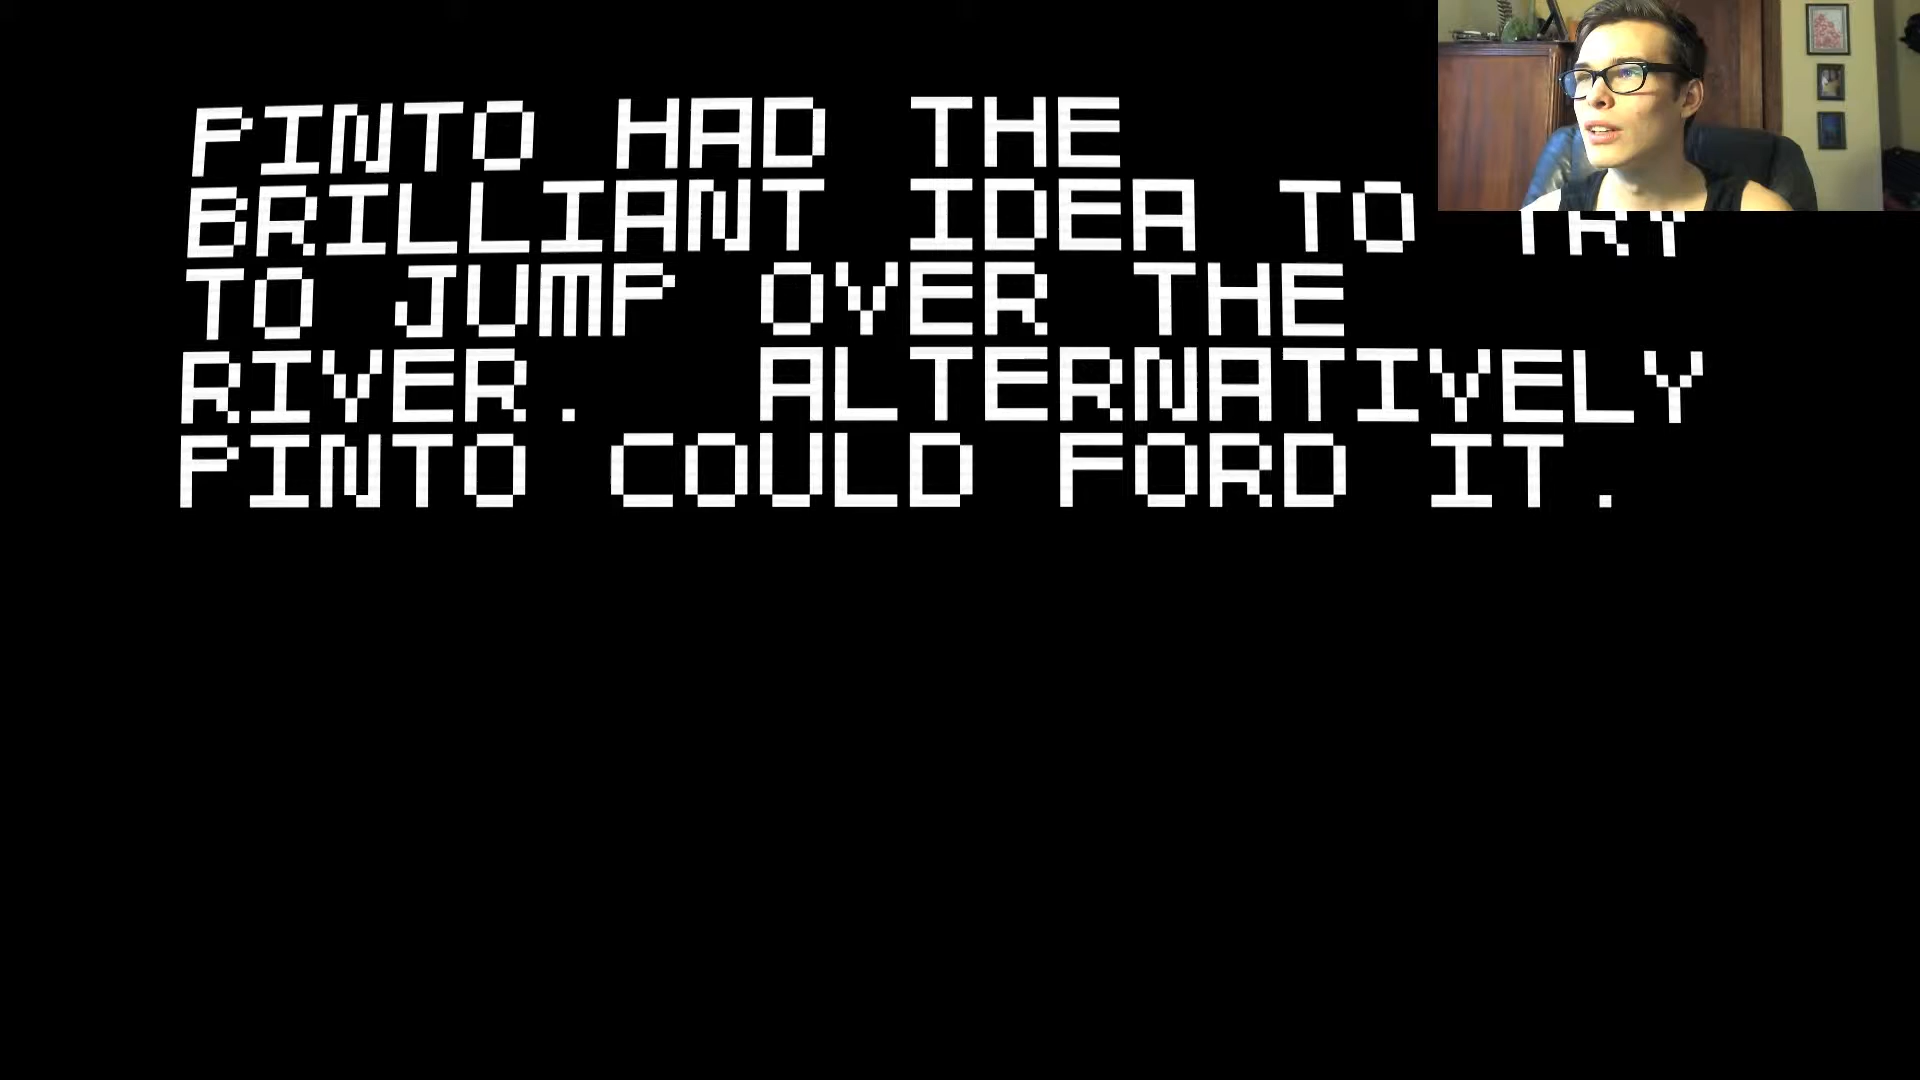 PINTO HAD THE
BRILLIANT IDEA TO TRY
TO JUMP OVER THE
RIVER.  ALTERNATIVELY
PINTO COULD FORD IT.